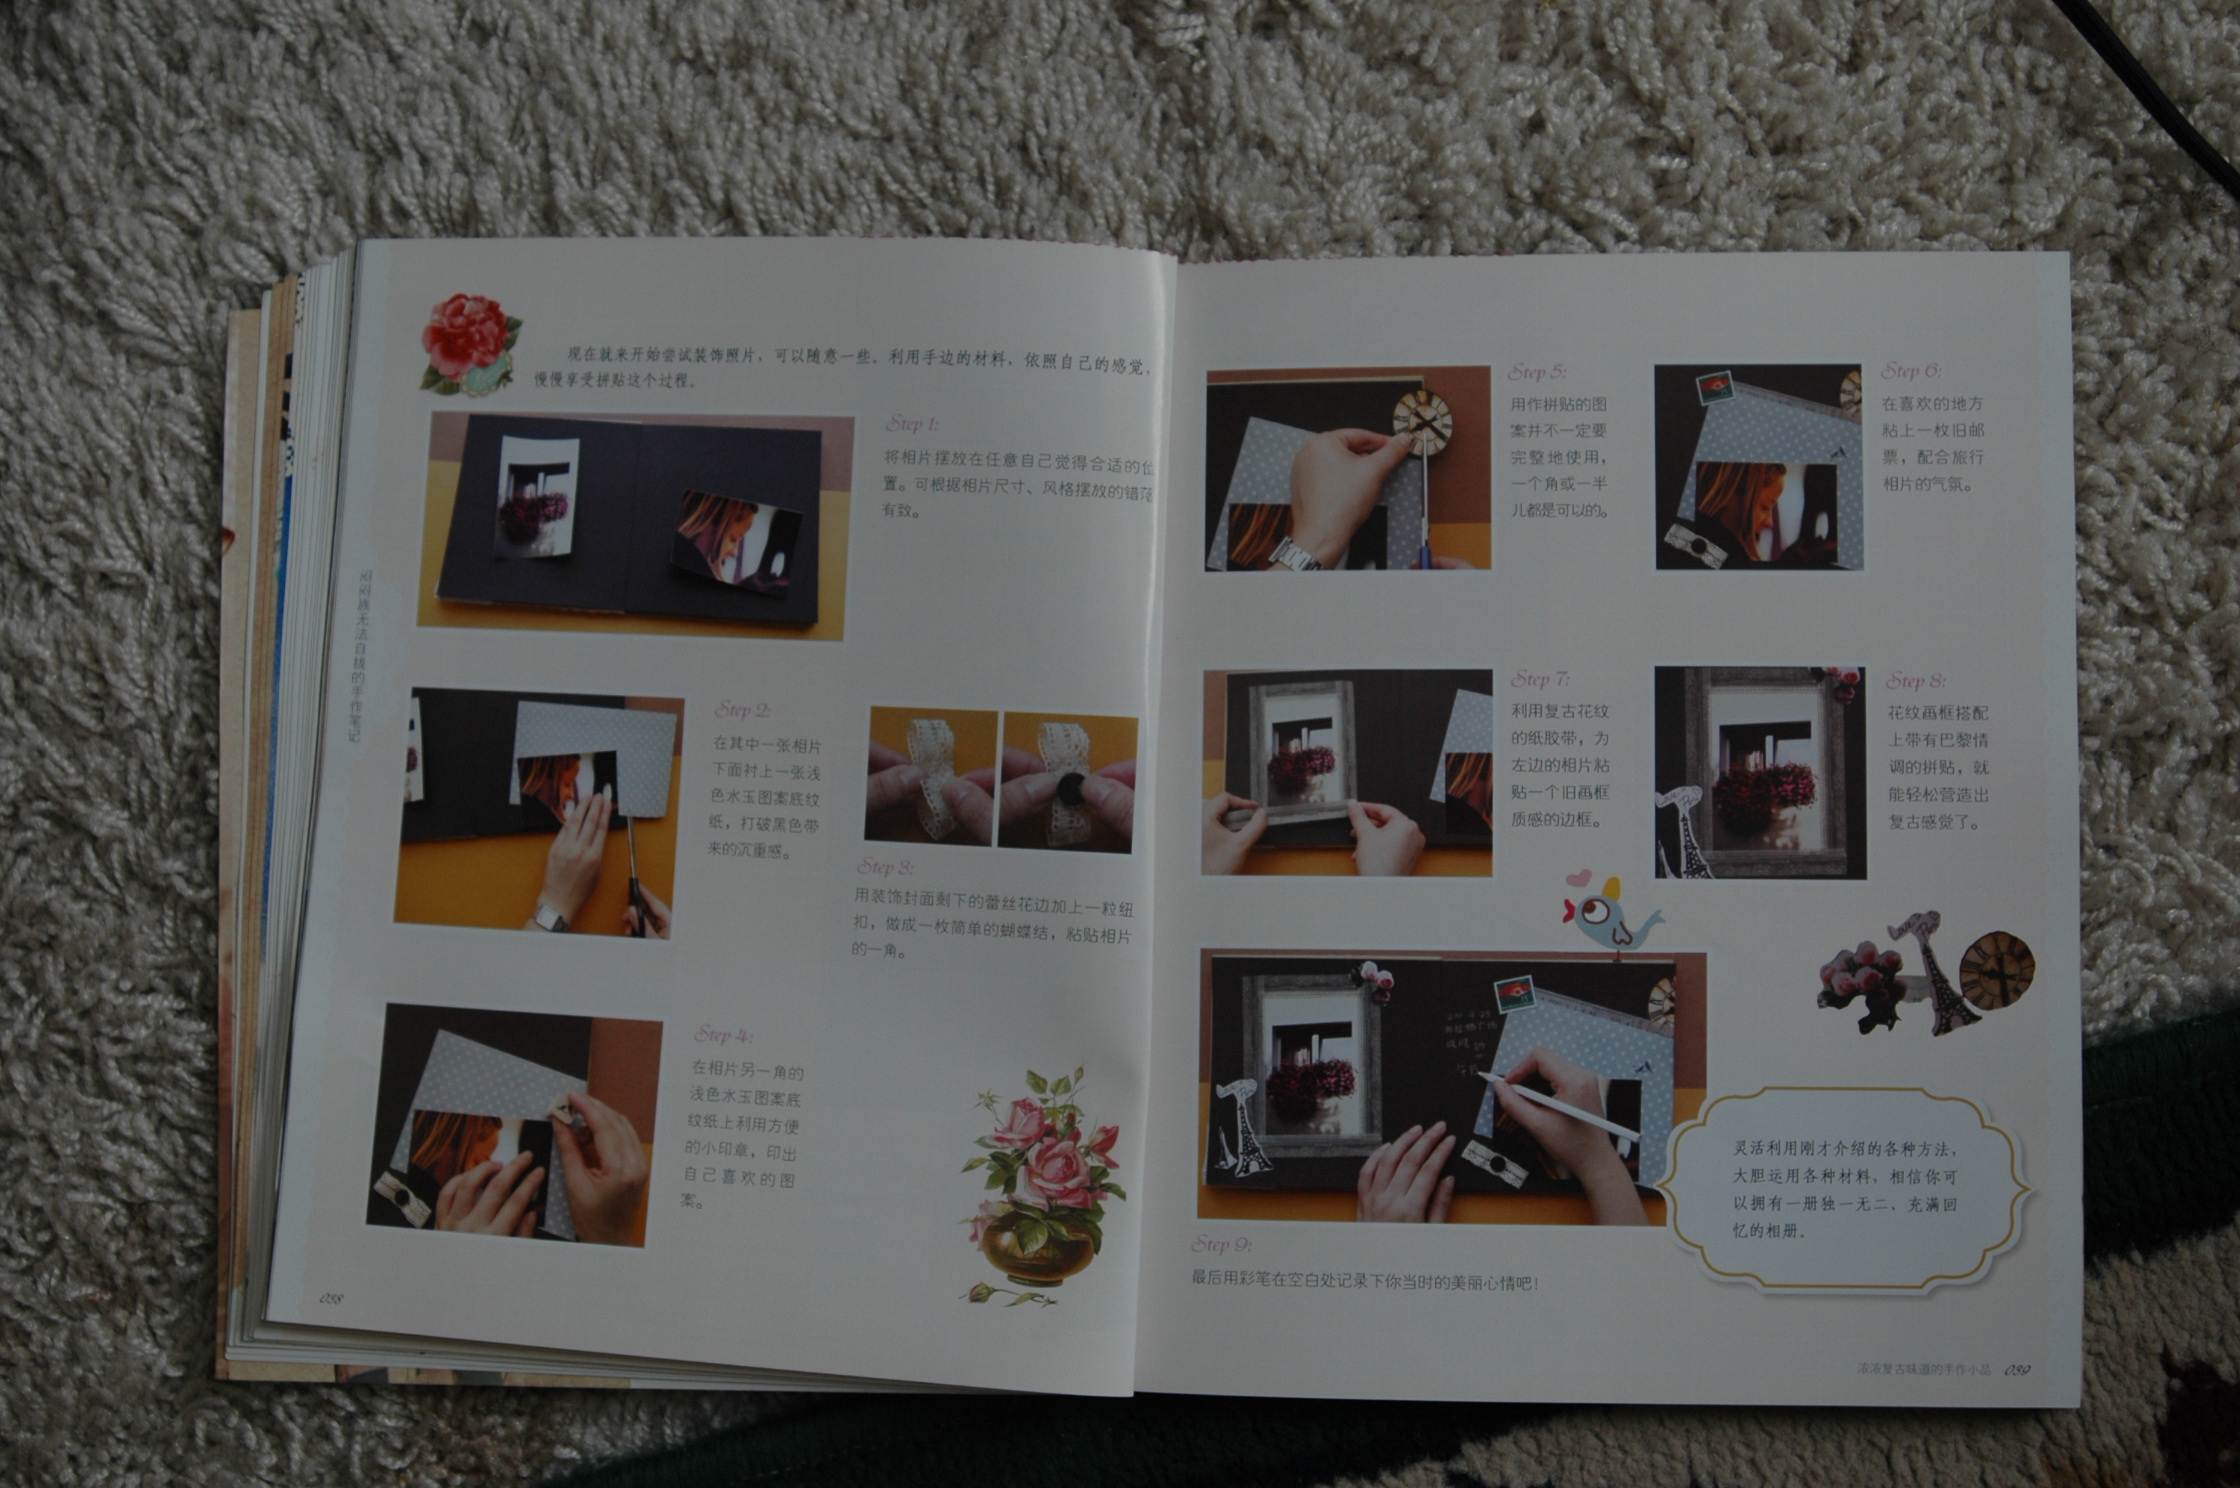 现在就来开始尝试装饰照片，可以随意一些。利用手边的材料，依照自己的感觉，
慢慢享受拼贴这个过程。
Step 1:
将相片摆放在任意自己觉得合适的位
置。可根据相片尺寸、风格摆放的错落
有致。
Step 2:
在其中一张相片
下面衬上一张浅
色水玉图案底纹
纸，打破黑色带
来的沉重感。
Step 3:
用装饰封面剩下的蕾丝花边加上一粒纽
扣，做成一枚简单的蝴蝶结，粘贴相片
的一角。
Step 4:
在相片另一角的
浅色水玉图案底
纹纸上利用方便
的小印章，印出
自己喜欢的图
案。
闷闷族无法自拔的手作笔记
038
Step 5:
用作拼贴的图
案并不一定要
完整地使用，
一个角或一半
儿都是可以的。
Step 6:
在喜欢的地方
粘上一枚旧邮
票，配合旅行
相片的气氛。
Step 7:
利用复古花纹
的纸胶带，为
左边的相片粘
贴一个旧画框
质感的边框。
Step 8:
花纹画框搭配
上带有巴黎情
调的拼贴，就
能轻松营造出
复古感觉了。
Step 9:
最后用彩笔在空白处记录下你当时的美丽心情吧！
灵活利用刚才介绍的各种方法，
大胆运用各种材料，相信你可
以拥有一册独一无二、充满回
忆的相册。
浓浓复古味道的手作小品 039